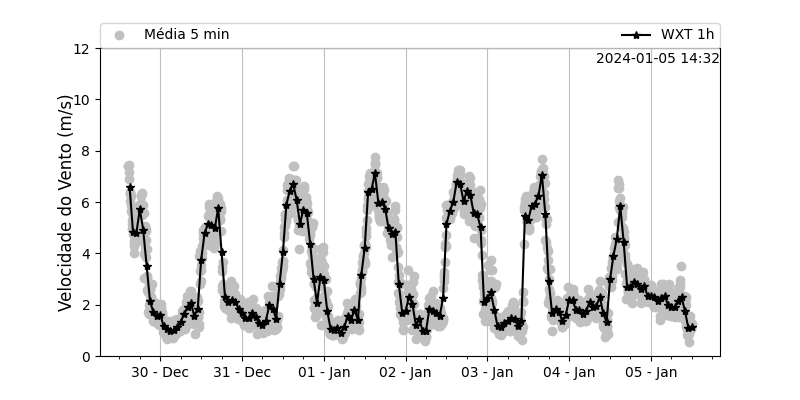 Média 5 min
WXT 1h
2024-01-05 14:32
Velocidade do Vento (m/s)
12
10
8
6
4
2
0
30 - Dec
31 - Dec
01 - Jan
02 - Jan
03 - Jan
04 - Jan
05 - Jan